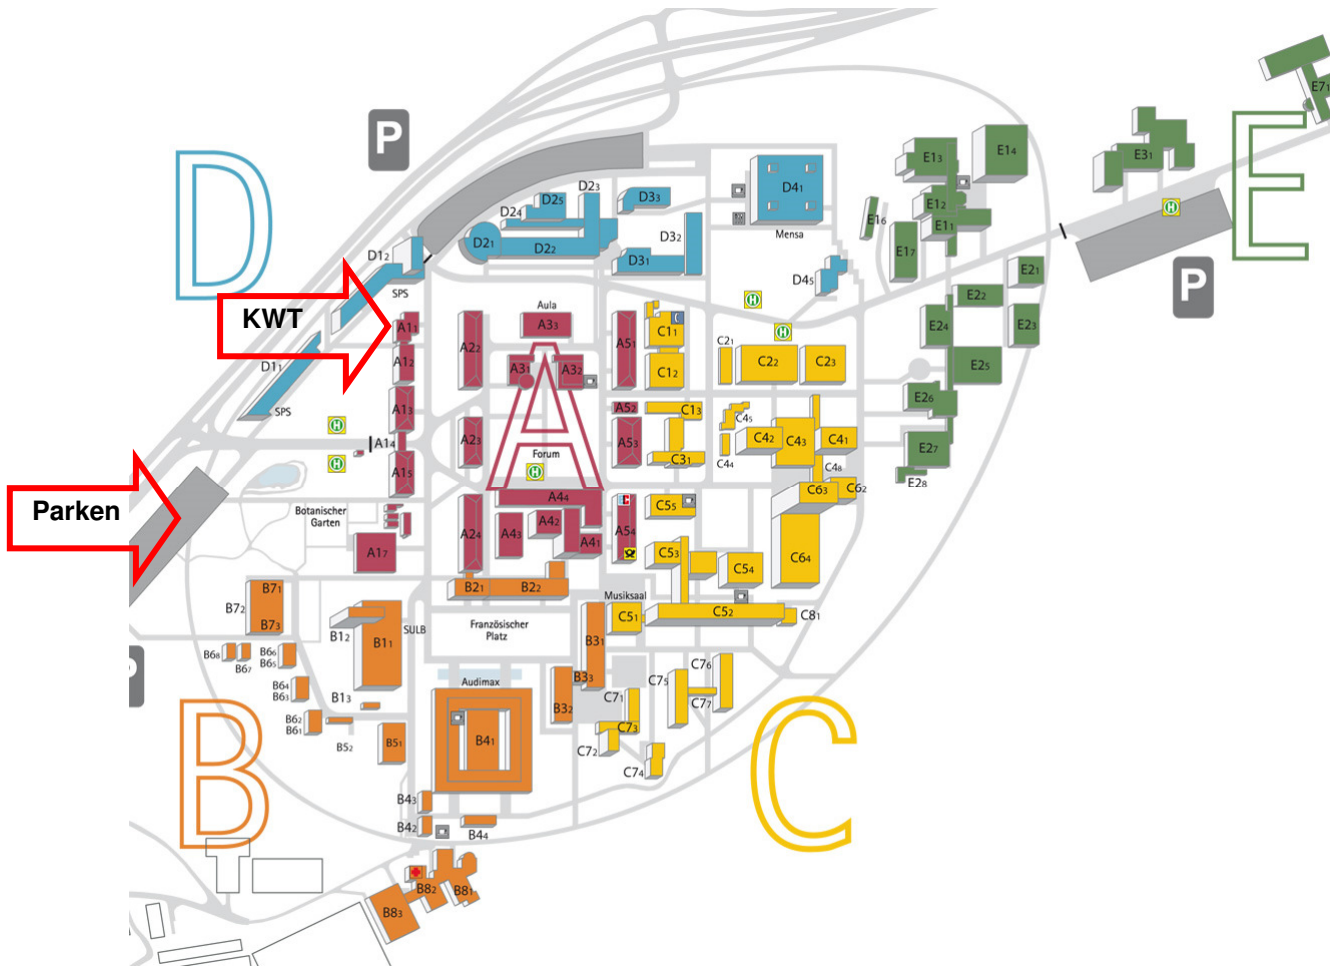 P
E7₁
E
D
E1₄
E1₃
E3₁
D2₃
D2₅
D3₃
D4₁
D2₄
E1₂
H
E1₆
E1₁
D3₂
Mensa
D2₁
D2₂
E1₇
D1₂
D3₁
E2₁
D4₅
P
SPS
E2₂
H
Aula
KWT
A1₁
A3₃
A5₁
C1₁
H
E2₄
E2₃
A2₂
C2₁
A1₂
D1₁
A3₁
A3₂
C1₂
C2₂
C2₃
E2₅
E2₆
SPS
A1₃
A
A5₂
C1₃
C4₅
H
A2₃
A5₃
C4₂
C4₃
C4₁
A1₄
Forum
E2₇
H
A1₅
H
C3₁
C4₄
C4₈
E2₈
C6₃
C6₂
A4₄
Parken
Botanischer
Garten
C5₅
A2₄
A4₃
A4₂
A5₄
A4₁
A1₇
C5₃
C6₄
C5₄
B7₁
B2₁
B2₂
B7₂
Musiksaal
B7₃
C5₁
C5₂
C8₁
B1₂
SULB
Französischer
Platz
B1₁
B3₁
B6₈
B6₇
B6₆
B6₅
C7₆
P
B3₃
C7₅
Audimax
B6₄
B6₃
B1₃
C7₁
C7₇
B3₂
B6₂
B6₁
C7₃
B5₂
B5₁
B4₁
C7₂
C7₄
B
C
B4₃
B4₂
B4₄
B8₂
B8₁
B8₃